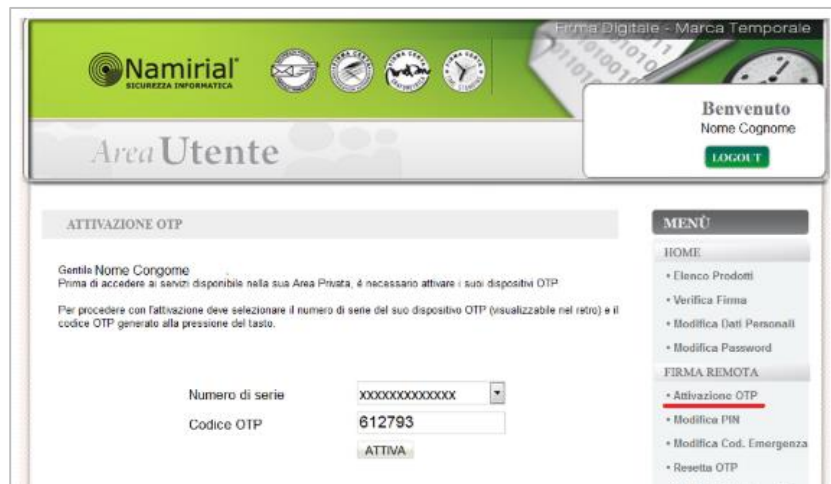 Firma Digitale - Marca Temporale
Namirial
SICUREZZA INFORMATICA
Benvenuto
Nome Cognome
LOGOUT
Area Utente
ATTIVAZIONE OTP
Gentile Nome Congome
Prima di accedere ai servizi disponibile nella sua Area Privata, é necessario attivare i suoi dispositivi OTP
Per procedere con l'attivazione deve selezionare il numero di serie del suo dispositivo OTP (visualizzabile nel retro) e il
codice OTP generato alla pressione del tasto.
Numero di serie xxxxxxxxxxxxx
Codice OTP 612793
ATTIVA
MENÙ
HOME
• Elenco Prodotti
• Verifica Firma
• Modifica Dati Personali
• Modifica Password
FIRMA REMOTA
• Attivazione OTP
• Modifica PIN
• Modifica Cod. Emergenza
• Resetta OTP